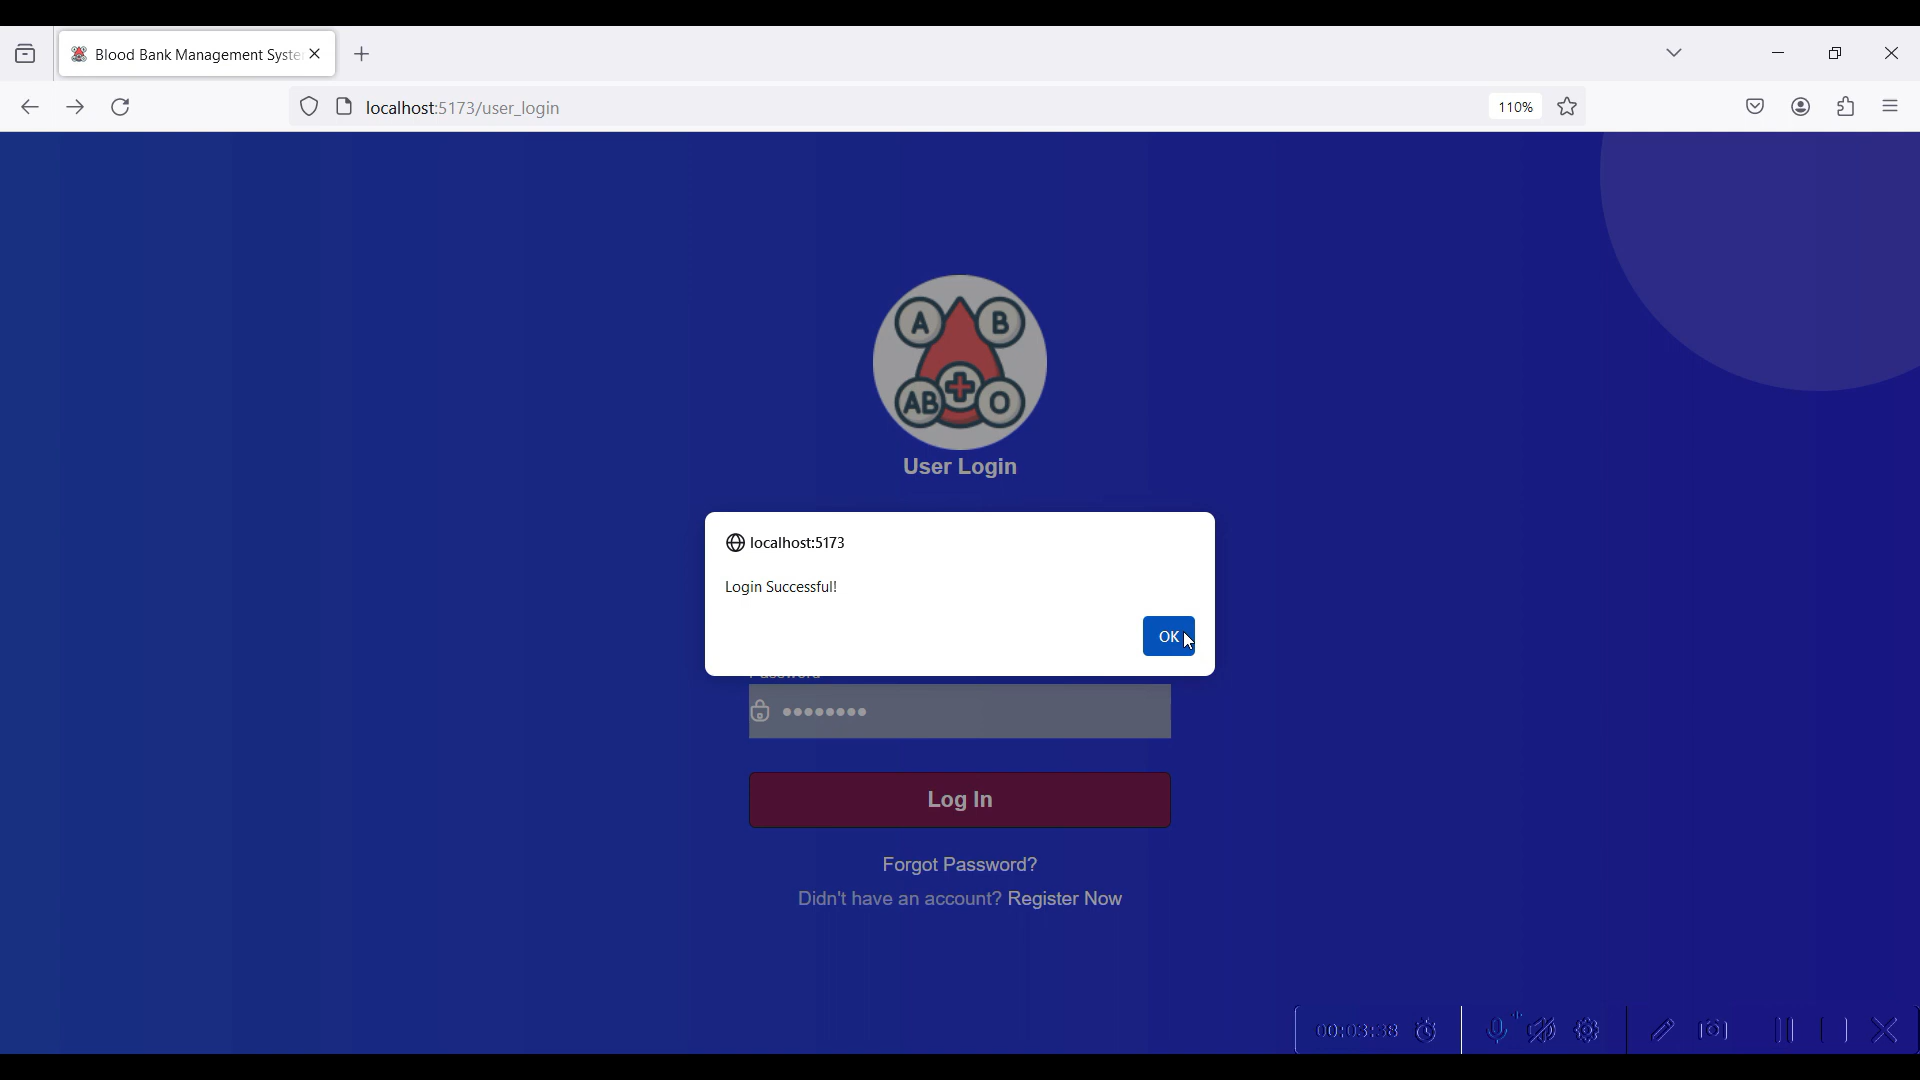 Blood Bank Management Syste
localhost:5173/user_login
110%
A B
AB O
User Login
localhost:5173
Login Successful!
OK
Password
••••••••
Log In
Forgot Password?
Didn't have an account? Register Now
00:03:38